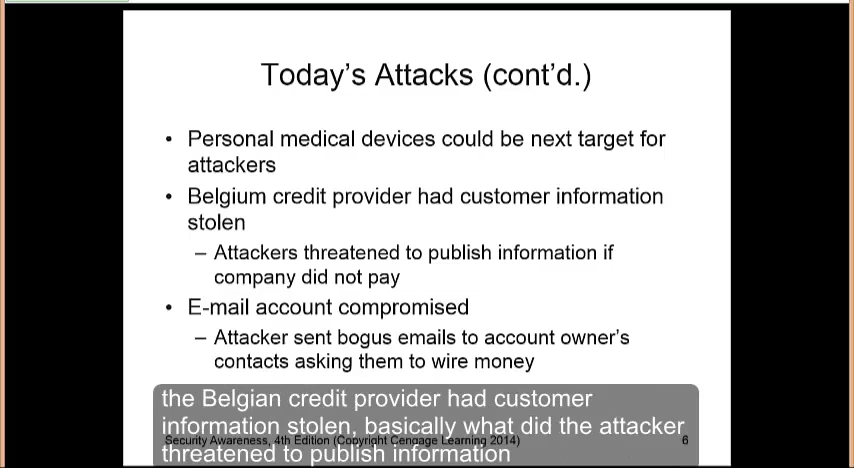 Today's Attacks (cont'd.)
• Personal medical devices could be next target for
attackers
• Belgium credit provider had customer information
stolen
– Attackers threatened to publish information if
company did not pay
• E-mail account compromised
– Attacker sent bogus emails to account owner's
contacts asking them to wire money
the Belgian credit provider had customer
information stolen, basically what did the attacker
Security Awareness, 4th Edition (Copyright Cengage Learning 2014) 6
threatened to publish information